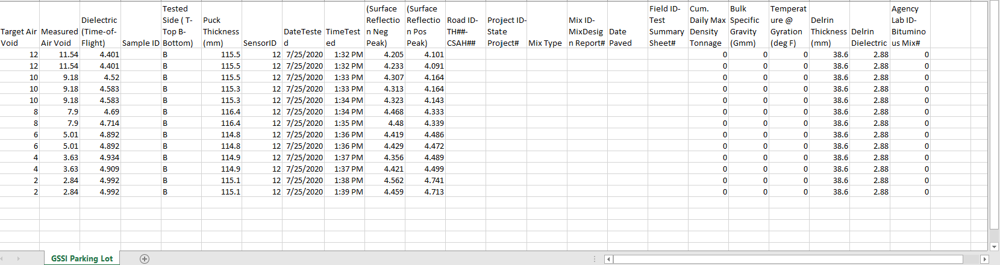 Tested (Surface (Surface Field ID- Cum. Bulk Temperat Agency
Dielectric Side ( T- Puck Reflectio Reflectio Road ID- Project ID- Mix ID- Test Daily Max Specific ure @ Delrin Lab ID-
Target Air Measured (Time-of- Top B- Thickness DateTeste TimeTest n Neg n Pos TH##- State MixDesig Date Summary Density Gravity Gyration Thickness Delrin Bitumino
Void Air Void Flight) Sample ID Bottom) (mm) SensorID d ed Peak) Peak) CSAH## Project# Mix Type n Report# Paved Sheet# Tonnage (Gmm) (deg F) (mm) Dielectric us Mix#
12 11.54 4.401 B 115.5 12 7/25/2020 1:32 PM 4.205 4.101 0 0 0 38.6 2.88 0
12 11.54 4.401 B 115.5 12 7/25/2020 1:32 PM 4.233 4.091 0 0 0 38.6 2.88 0
10 9.18 4.52 B 115.5 12 7/25/2020 1:33 PM 4.307 4.164 0 0 0 38.6 2.88 0
10 9.18 4.583 B 115.3 12 7/25/2020 1:33 PM 4.313 4.164 0 0 0 38.6 2.88 0
10 9.18 4.583 B 115.3 12 7/25/2020 1:34 PM 4.323 4.143 0 0 0 38.6 2.88 0
8 7.9 4.69 B 116.4 12 7/25/2020 1:34 PM 4.468 4.333 0 0 0 38.6 2.88 0
8 7.9 4.714 B 116.4 12 7/25/2020 1:35 PM 4.48 4.339 0 0 0 38.6 2.88 0
6 5.01 4.892 B 114.8 12 7/25/2020 1:36 PM 4.419 4.486 0 0 0 38.6 2.88 0
6 5.01 4.892 B 114.8 12 7/25/2020 1:36 PM 4.429 4.472 0 0 0 38.6 2.88 0
4 3.63 4.934 B 114.9 12 7/25/2020 1:37 PM 4.356 4.489 0 0 0 38.6 2.88 0
4 3.63 4.909 B 114.9 12 7/25/2020 1:37 PM 4.421 4.499 0 0 0 38.6 2.88 0
2 2.84 4.992 B 115.1 12 7/25/2020 1:38 PM 4.562 4.741 0 0 0 38.6 2.88 0
2 2.84 4.992 B 115.1 12 7/25/2020 1:39 PM 4.459 4.713 0 0 0 38.6 2.88 0
GSSI Parking Lot